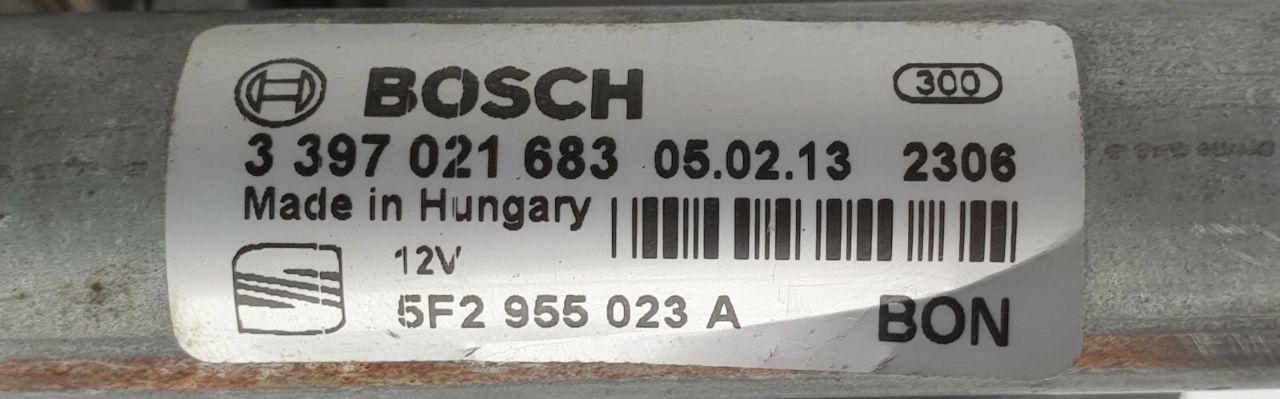 BOSCH 300
3 397 021 683 05.02.13 2306
Made in Hungary
12V
5F2 955 023 A BON